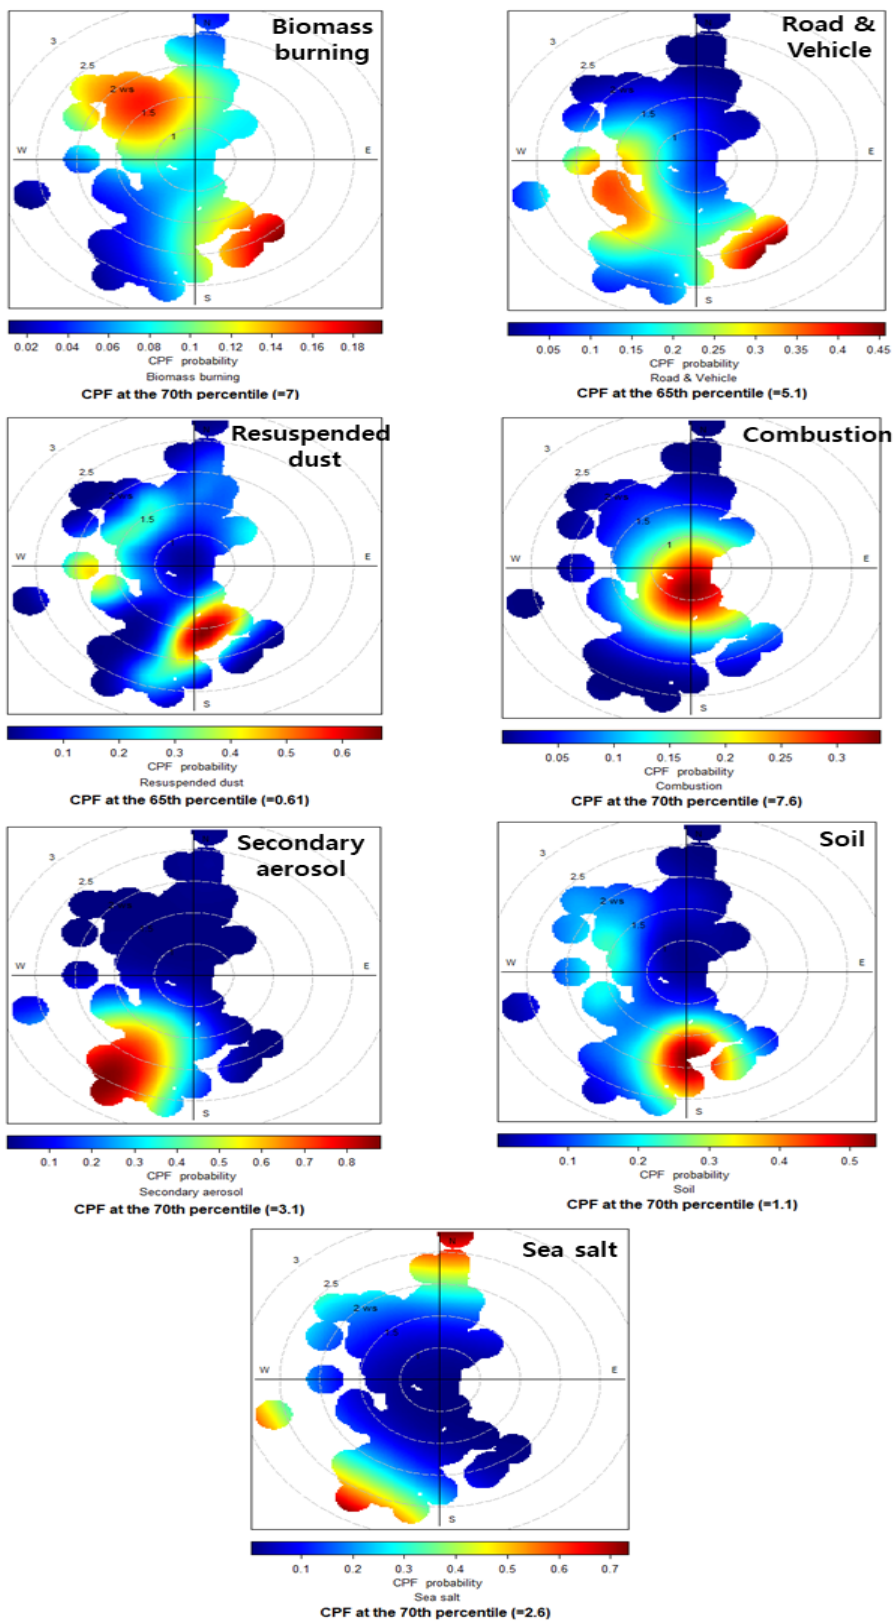 Biomass
burning
N
3
2.5
2 ws
1.5
1
W
E
S
0.02 0.04 0.06 0.08 0.1 0.12 0.14 0.16 0.18
CPF probability
Biomass burning
CPF at the 70th percentile (=7)
Road &
Vehicle
3
2.5
2 ws
1.5
1
W
E
S
0.05 0.1 0.15 0.2 0.25 0.3 0.35 0.4 0.45
CPF probability
Road & Vehicle
CPF at the 65th percentile (=5.1)
Resuspended
dust
3
2.5
1.5
W
E
S
0.1 0.2 0.3 0.4 0.5 0.6
CPF probability
Resuspended dust
CPF at the 65th percentile (=0.61)
Combustion
3
2.5
1.5
1
W
E
S
0.05 0.1 0.15 0.2 0.25 0.3
CPF probability
Combustion
CPF at the 70th percentile (=7.6)
Secondary
aerosol
3
2.5
W
E
S
0.1 0.2 0.3 0.4 0.5 0.6 0.7 0.8
CPF probability
Secondary aerosol
CPF at the 70th percentile (=3.1)
Soil
3
2.5
2 ws
1.5
W
E
S
0.1 0.2 0.3 0.4 0.5
CPF probability
Soil
CPF at the 70th percentile (=1.1)
Sea salt
N
3
2.5
2 ws
1.5
W
E
S
0.1 0.2 0.3 0.4 0.5 0.6 0.7
CPF probability
Sea salt
CPF at the 70th percentile (=2.6)